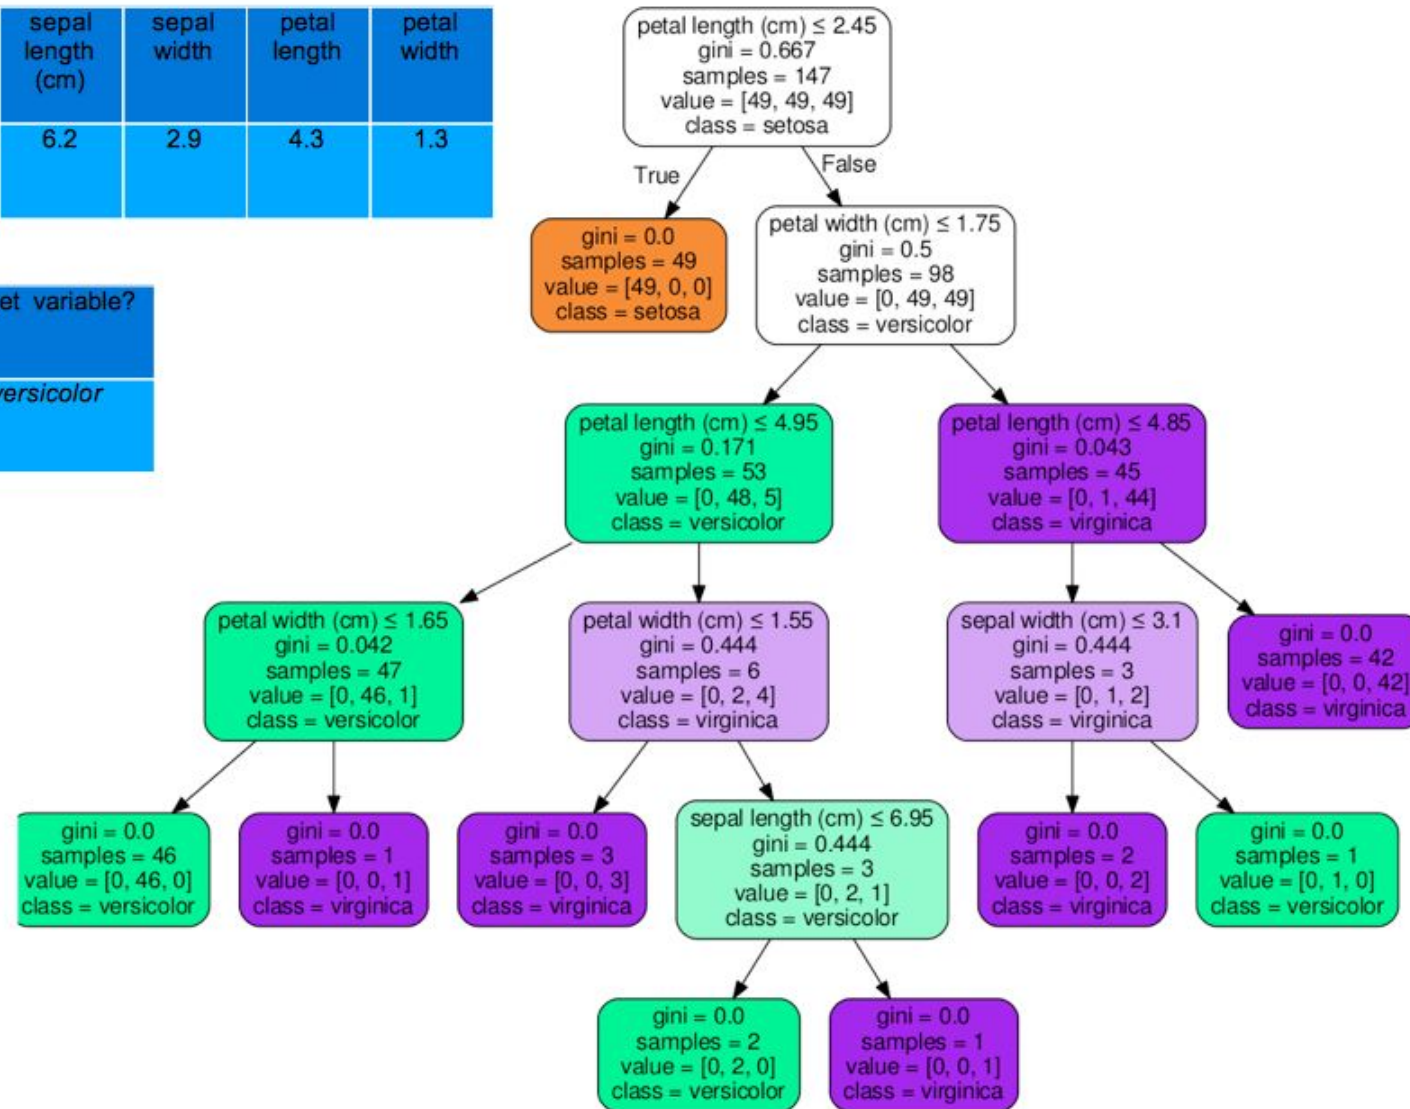 sepal length (cm)
sepal width
petal length
petal width
6.2
2.9
4.3
1.3
variable?
versicolor
petal length (cm) ≤ 2.45
gini = 0.667
samples = 147
value = [49, 49, 49]
class = setosa
True
False
gini = 0.0
samples = 49
value = [49, 0, 0]
class = setosa
petal width (cm) ≤ 1.75
gini = 0.5
samples = 98
value = [0, 49, 49]
class = versicolor
petal length (cm) ≤ 4.95
gini = 0.171
samples = 53
value = [0, 48, 5]
class = versicolor
petal length (cm) ≤ 4.85
gini = 0.043
samples = 45
value = [0, 1, 44]
class = virginica
petal width (cm) ≤ 1.65
gini = 0.042
samples = 47
value = [0, 46, 1]
class = versicolor
petal width (cm) ≤ 1.55
gini = 0.444
samples = 6
value = [0, 2, 4]
class = virginica
sepal width (cm) ≤ 3.1
gini = 0.444
samples = 3
value = [0, 1, 2]
class = virginica
gini = 0.0
samples = 42
value = [0, 0, 42]
class = virginica
gini = 0.0
samples = 46
value = [0, 46, 0]
class = versicolor
gini = 0.0
samples = 1
value = [0, 0, 1]
class = virginica
gini = 0.0
samples = 3
value = [0, 0, 3]
class = virginica
sepal length (cm) ≤ 6.95
gini = 0.444
samples = 3
value = [0, 2, 1]
class = versicolor
gini = 0.0
samples = 2
value = [0, 0, 2]
class = virginica
gini = 0.0
samples = 1
value = [0, 1, 0]
class = versicolor
gini = 0.0
samples = 2
value = [0, 2, 0]
class = versicolor
gini = 0.0
samples = 1
value = [0, 0, 1]
class = virginica